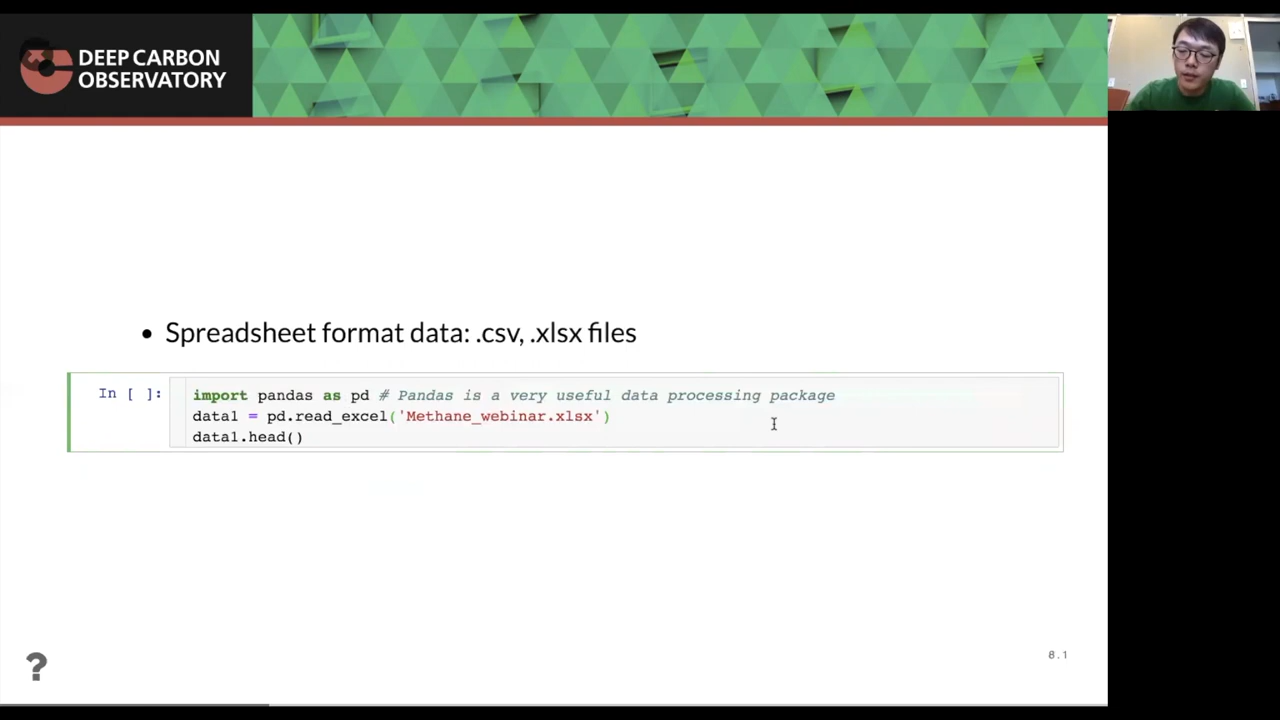 DEEP CARBON
OBSERVATORY
• Spreadsheet format data: .csv, .xlsx files
In [ ]:
import pandas as pd # Pandas is a very useful data processing package
data1 = pd.read_excel('Methane_webinar.xlsx')
data1.head()
?
8.1